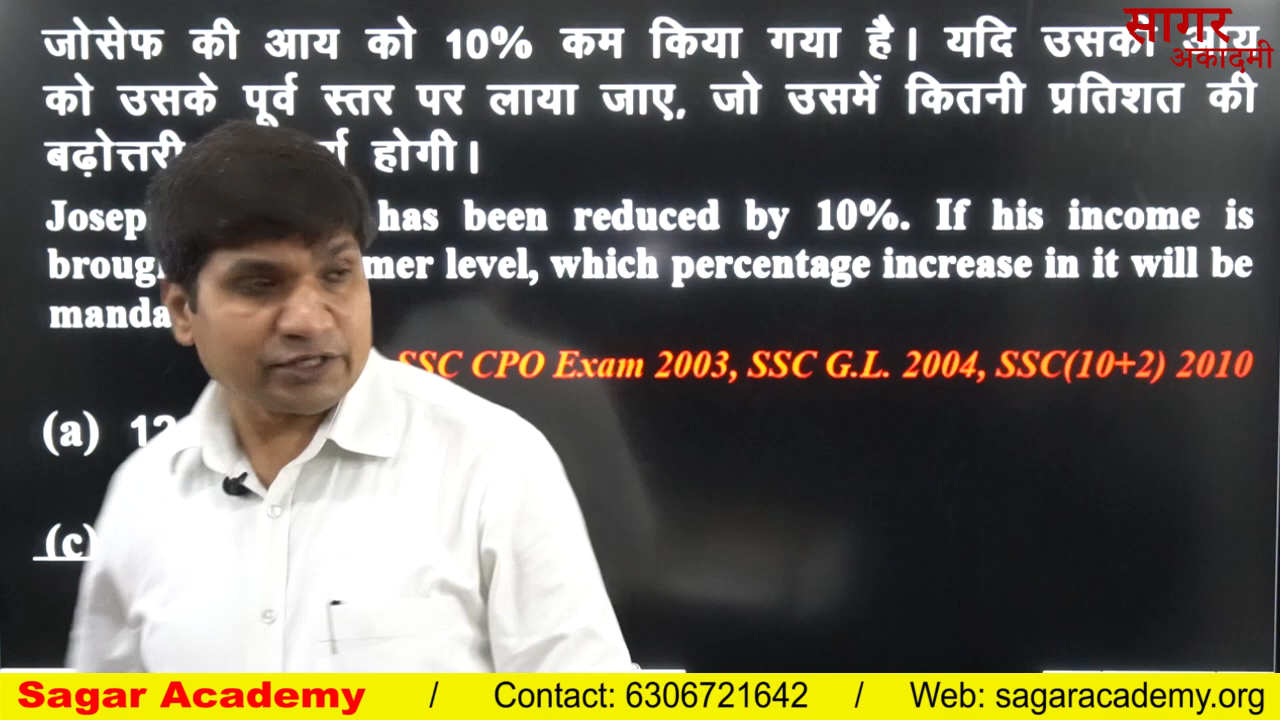 सागर
अकादमी
जोसेफ की आय को 10% कम किया गया है। यदि उसकी आय
को उसके पूर्व स्तर पर लाया जाए, जो उसमें कितनी प्रतिशत की
बढ़ोत्तरी होगी।
has been reduced by 10%. If his income is
level, which percentage increase in it will be
SSC CPO Exam 2003, SSC G.L. 2004, SSC(10+2) 2010
(a)
(c)
Sagar Academy / Contact: 6306721642 / Web: sagaracademy.org